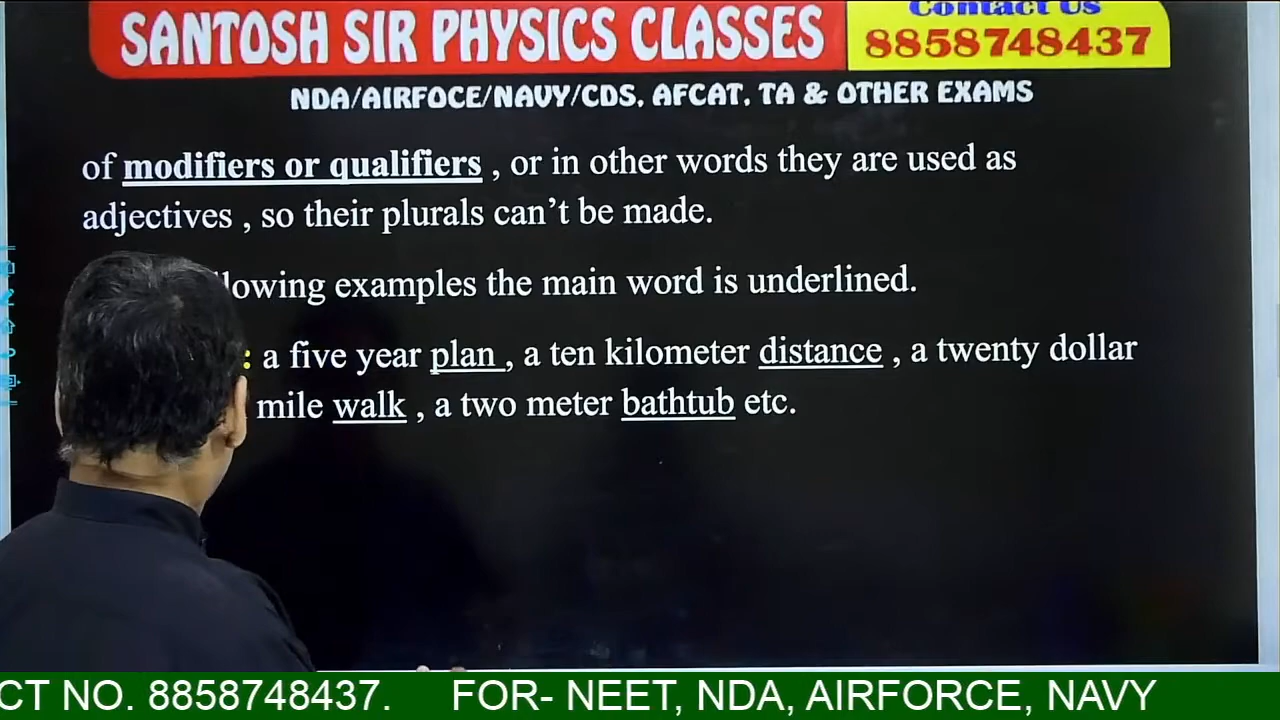 SANTOSH SIR PHYSICS CLASSES
Contact Us
8858748437
NDA/AIRFOCE/NAVY/CDS, AFCAT, TA & OTHER EXAMS
of modifiers or qualifiers , or in other words they are used as
adjectives , so their plurals can’t be made.
examples the main word is underlined.
: a five year plan , a ten kilometer distance , a twenty dollar
mile walk , a two meter bathtub etc.
NO. 8858748437. FOR- NEET, NDA, AIRFORCE, NAVY